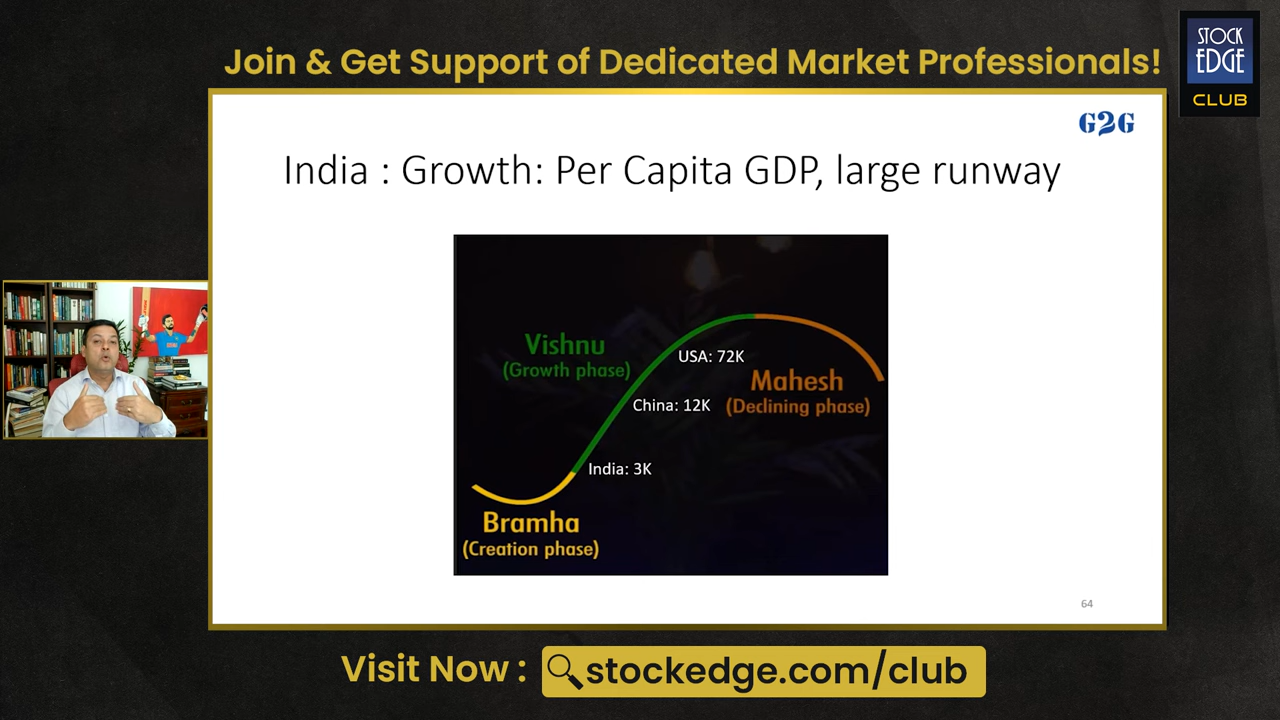 Join & Get Support of Dedicated Market Professionals!
STOCK
EDGE
CLUB
G2G
India : Growth: Per Capita GDP, large runway
Vishnu
(Growth phase)
USA: 72K
Mahesh
(Declining phase)
China: 12K
India: 3K
Bramha
(Creation phase)
64
Visit Now :
stockedge.com/club